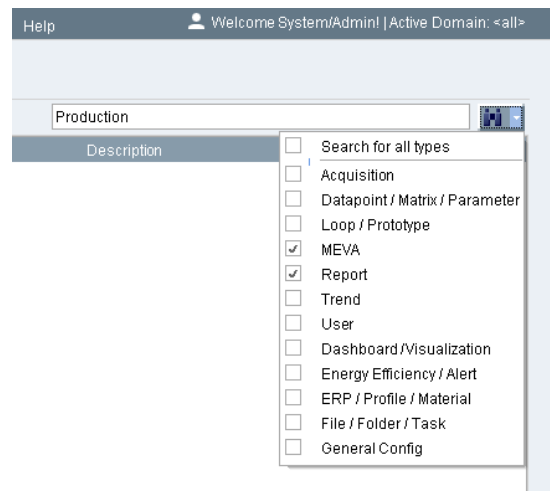 Help
Welcome System/Admin! | Active Domain: <all>
Production
Description
Search for all types
Acquisition
Datapoint / Matrix / Parameter
Loop / Prototype
MEVA
Report
Trend
User
Dashboard /Visualization
Energy Efficiency / Alert
ERP / Profile / Material
File / Folder / Task
General Config